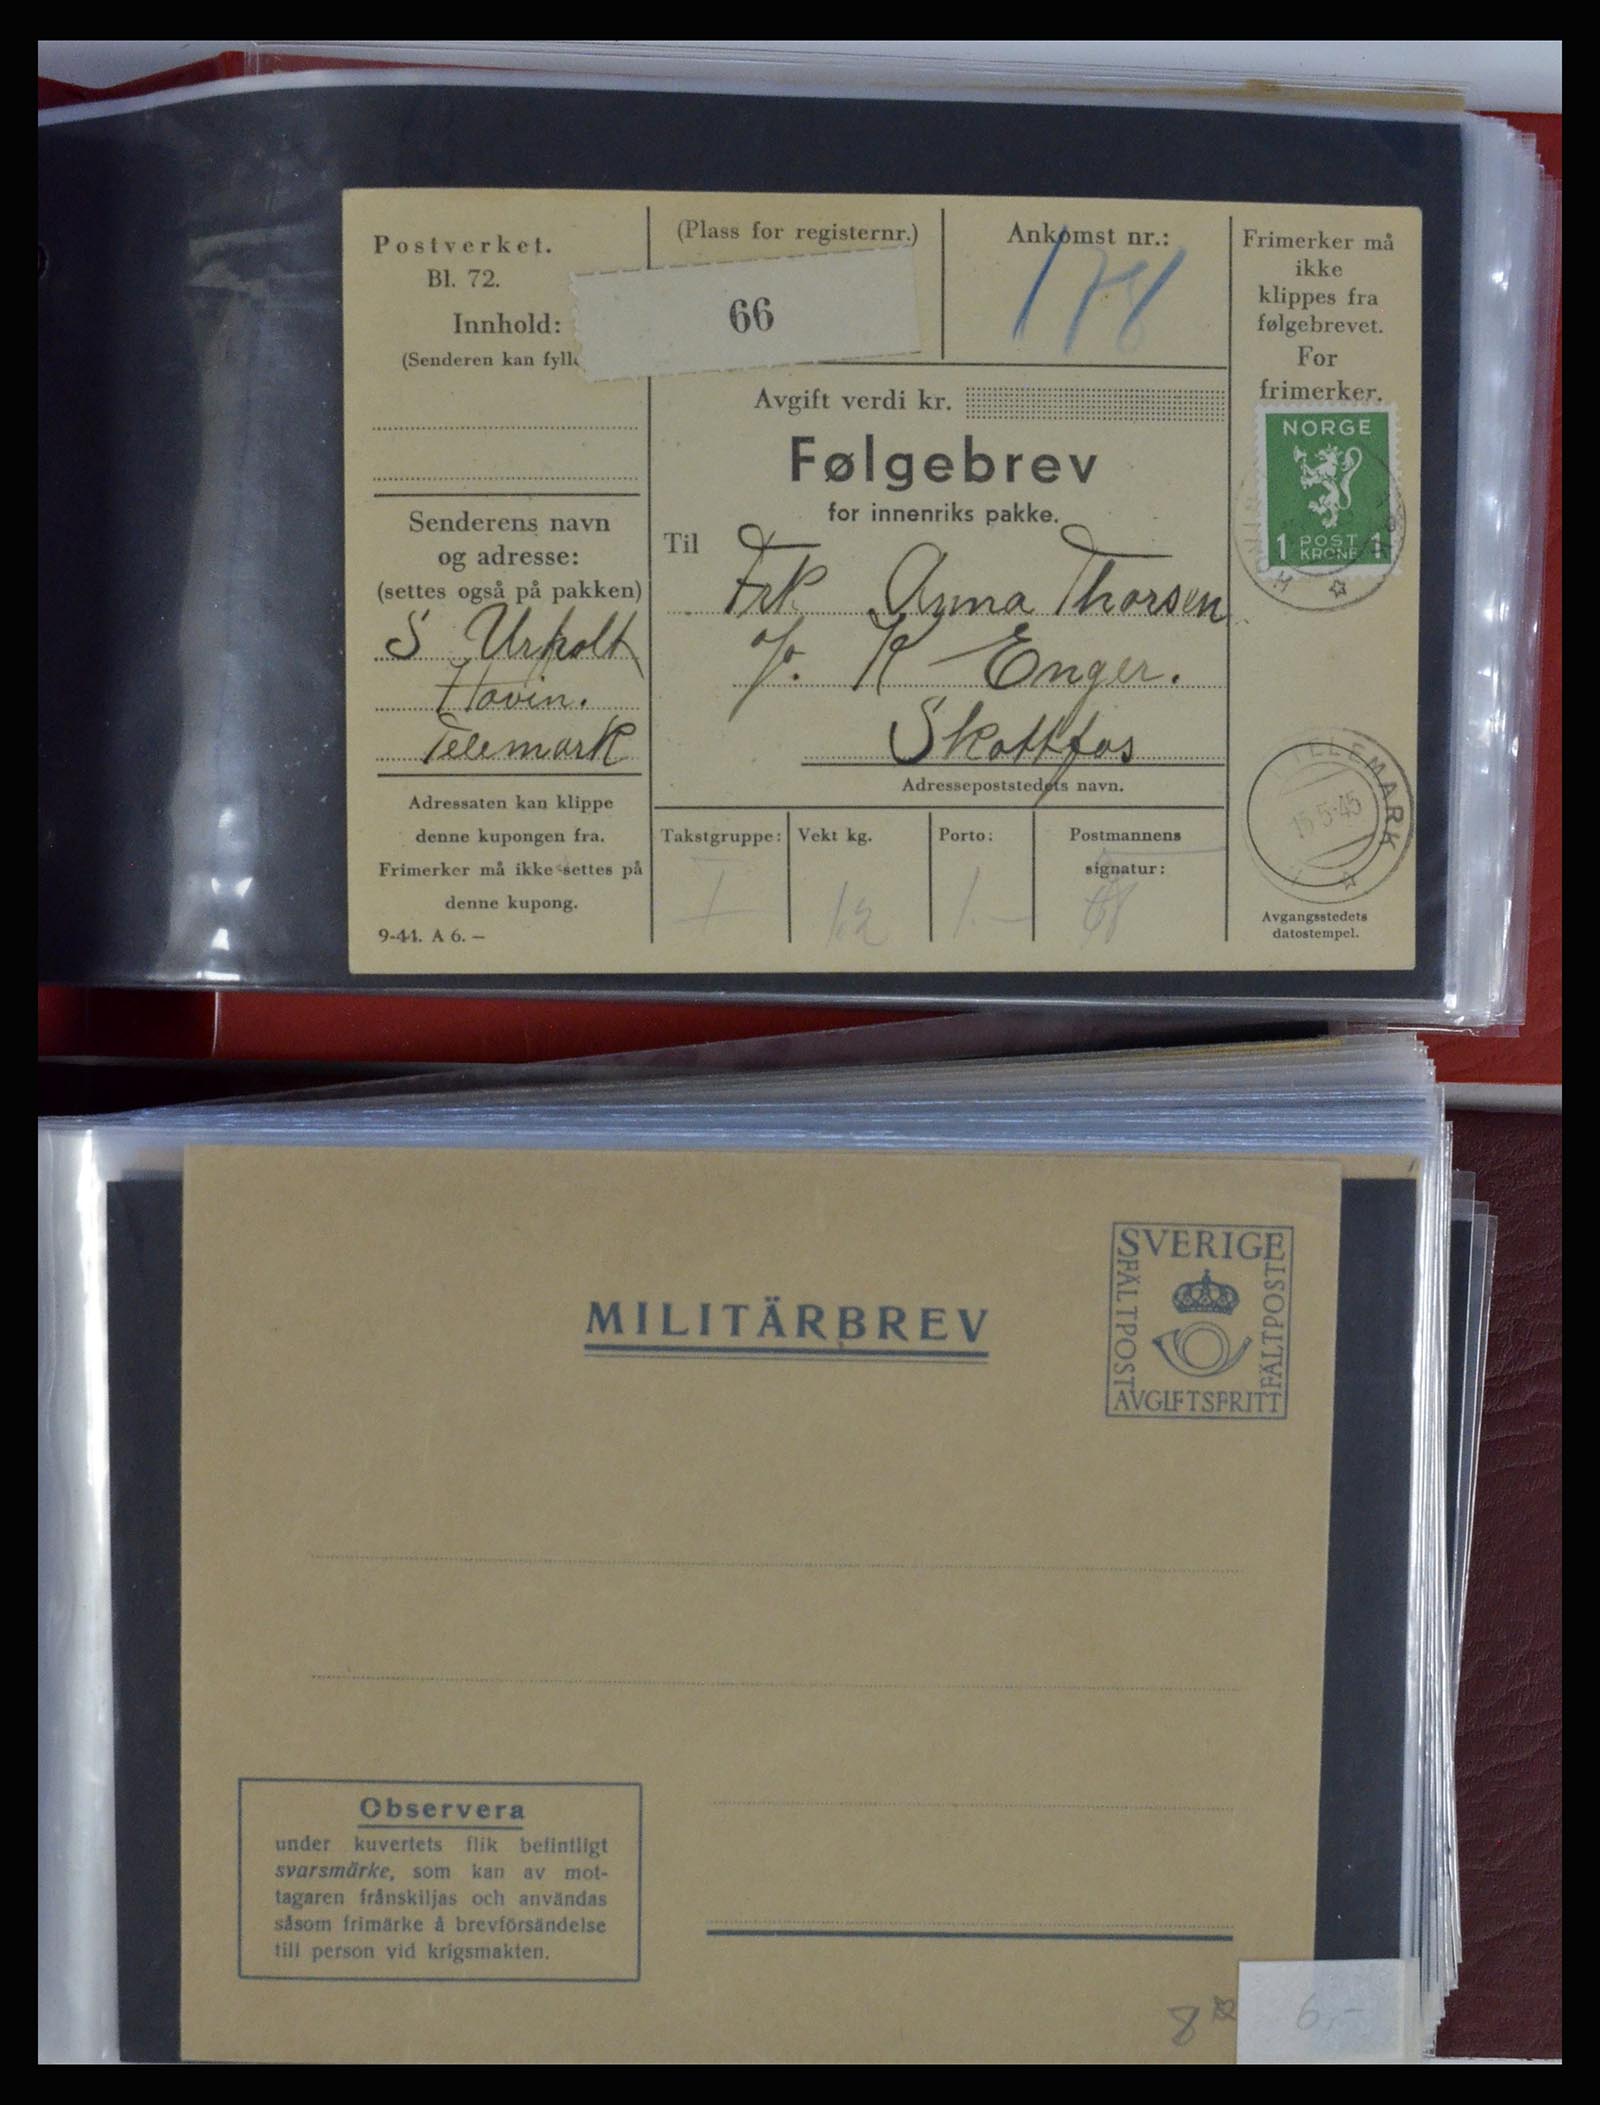 Postverket.
Bl. 72.
Innhold:
(Senderen kan fylle
(Plass for registernr.)
66
Ankomst nr.:
Frimerker må
ikke
klippes fra
følgebrevet.
For
frimerker.
Avgift verdi kr.
Følgebrev
for innenriks pakke.
NORGE
1 POST KRONE 1
Senderens navn
og adresse:
(settes også på pakken)
S Urholt
Hovin.
Telemark
Til
Frk Anna Thorsen
c/o. K Enger.
Skottfos
Adressepoststedets navn.
TELEMARK
15-5-45
Adressaten kan klippe
denne kupongen fra.
Frimerker må ikke settes på
denne kupong.
9-44. A 6. —
Takstgruppe:
Vekt kg.
Porto:
Postmannens
signatur:
I
1.-
Avgangsstedets
datostempel.
MILITÄRBREV
SVERIGE
FÄLTPOST
FÄLTPOST
AVGIFTSFRITT
Observera
under kuvertets flik befintligt
svarsmärke, som kan av mot-
tagaren frånskiljas och användas
såsom frimärke å brevförsändelse
till person vid krigsmakten.
8
6,-